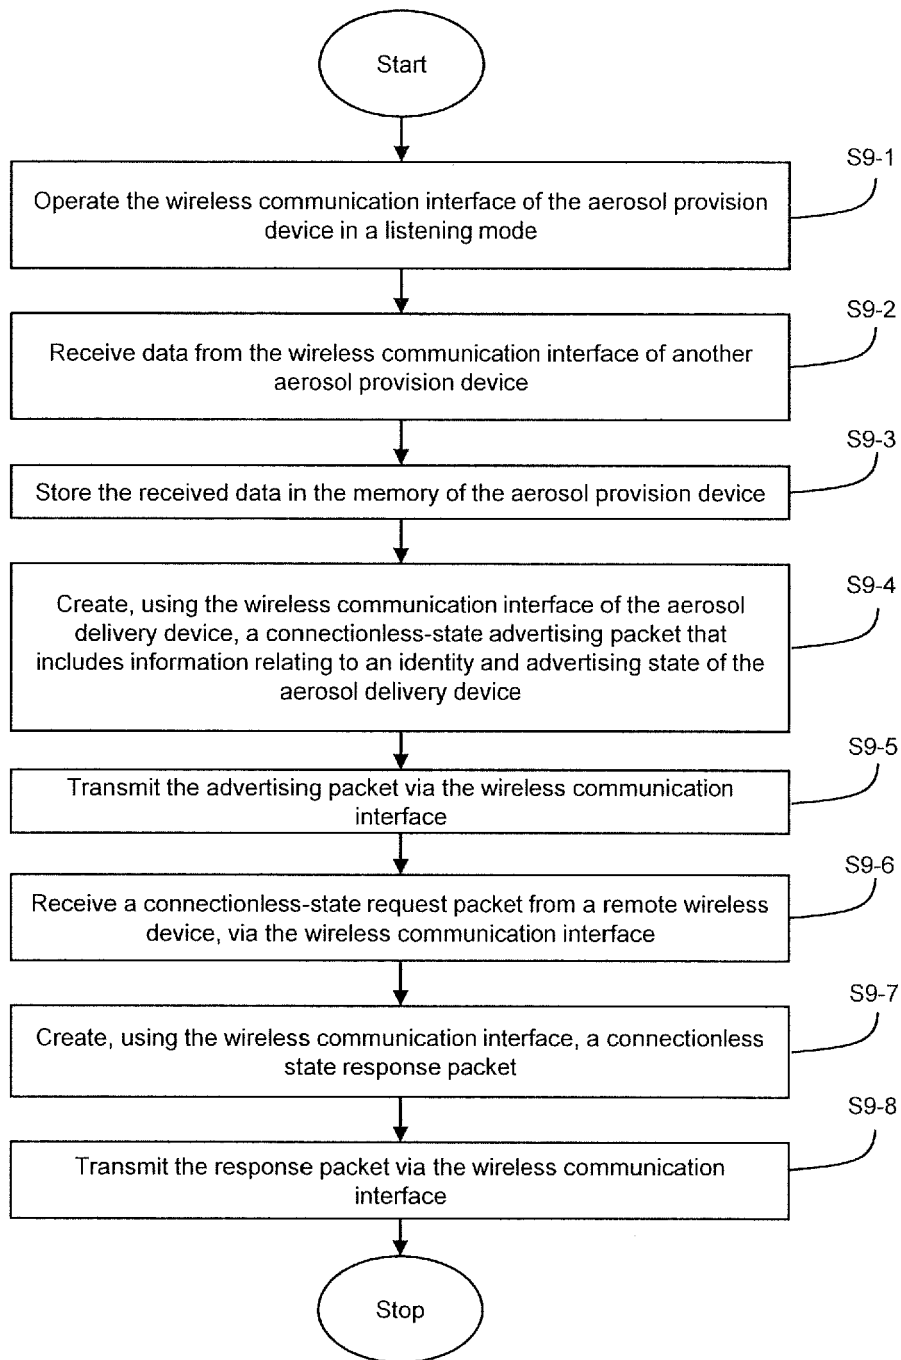 Start
S9-1
Operate the wireless communication interface of the aerosol provision
device in a listening mode
S9-2
Receive data from the wireless communication interface of another
aerosol provision device
S9-3
Store the received data in the memory of the aerosol provision device
S9-4
Create, using the wireless communication interface of the aerosol
delivery device, a connectionless-state advertising packet that
includes information relating to an identity and advertising state of the
aerosol delivery device
S9-5
Transmit the advertising packet via the wireless communication
interface
S9-6
Receive a connectionless-state request packet from a remote wireless
device, via the wireless communication interface
S9-7
Create, using the wireless communication interface, a connectionless
state response packet
S9-8
Transmit the response packet via the wireless communication
interface
Stop